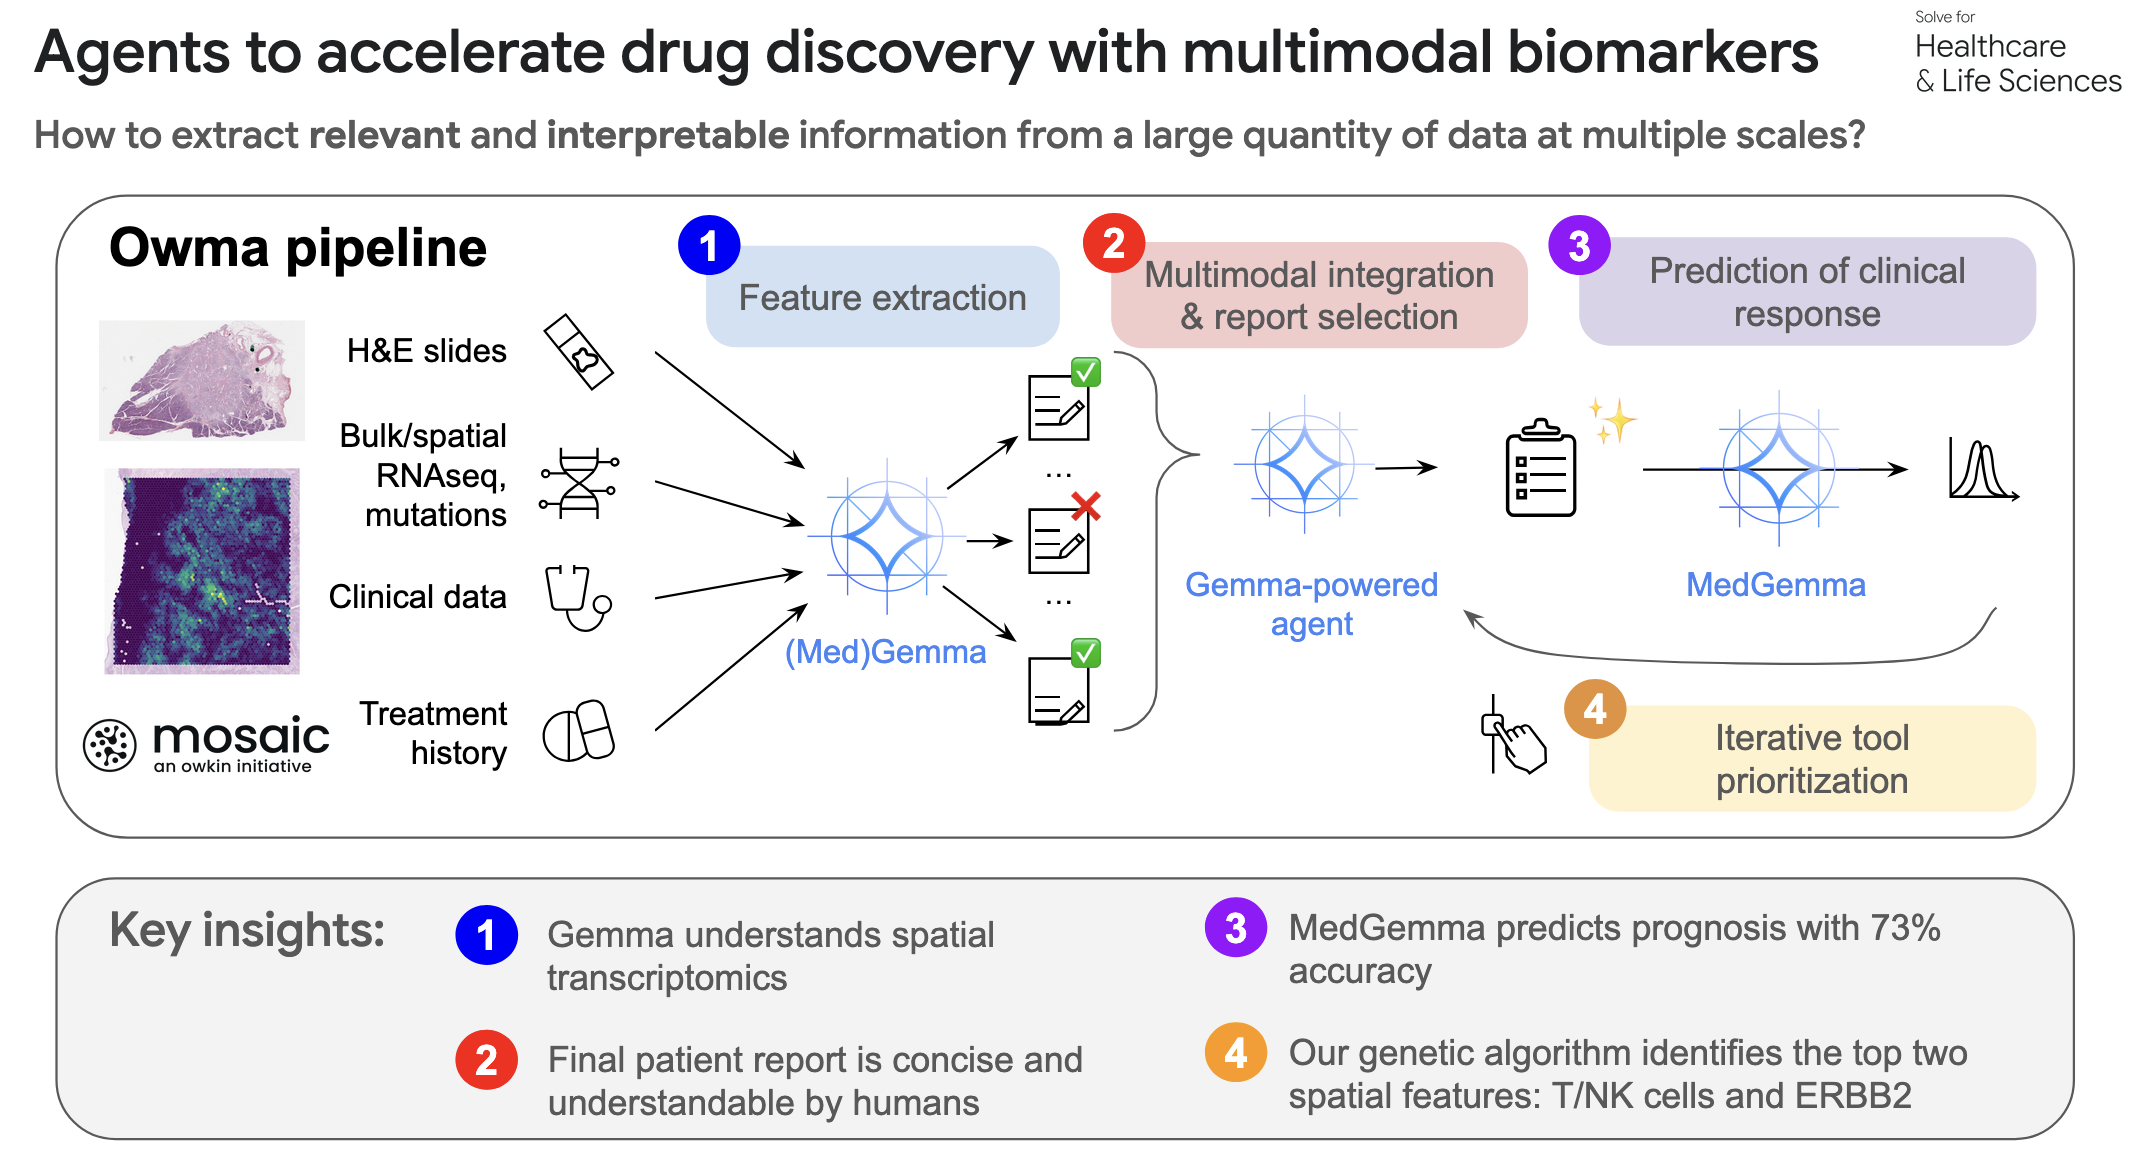 Agents to accelerate drug discovery with multimodal biomarkers
Solve for
Healthcare
& Life Sciences
How to extract relevant and interpretable information from a large quantity of data at multiple scales?
Owma pipeline
1
Feature extraction
2
Multimodal integration
& report selection
3
Prediction of clinical
response
H&E slides
Bulk/spatial
RNAseq,
mutations
Clinical data
Treatment
history
mosaic
an owkin initiative
(Med)Gemma
...
...
Gemma-powered
agent
MedGemma
4
Iterative tool
prioritization
Key insights:
1
Gemma understands spatial
transcriptomics
2
Final patient report is concise and
understandable by humans
3
MedGemma predicts prognosis with 73%
accuracy
4
Our genetic algorithm identifies the top two
spatial features: T/NK cells and ERBB2